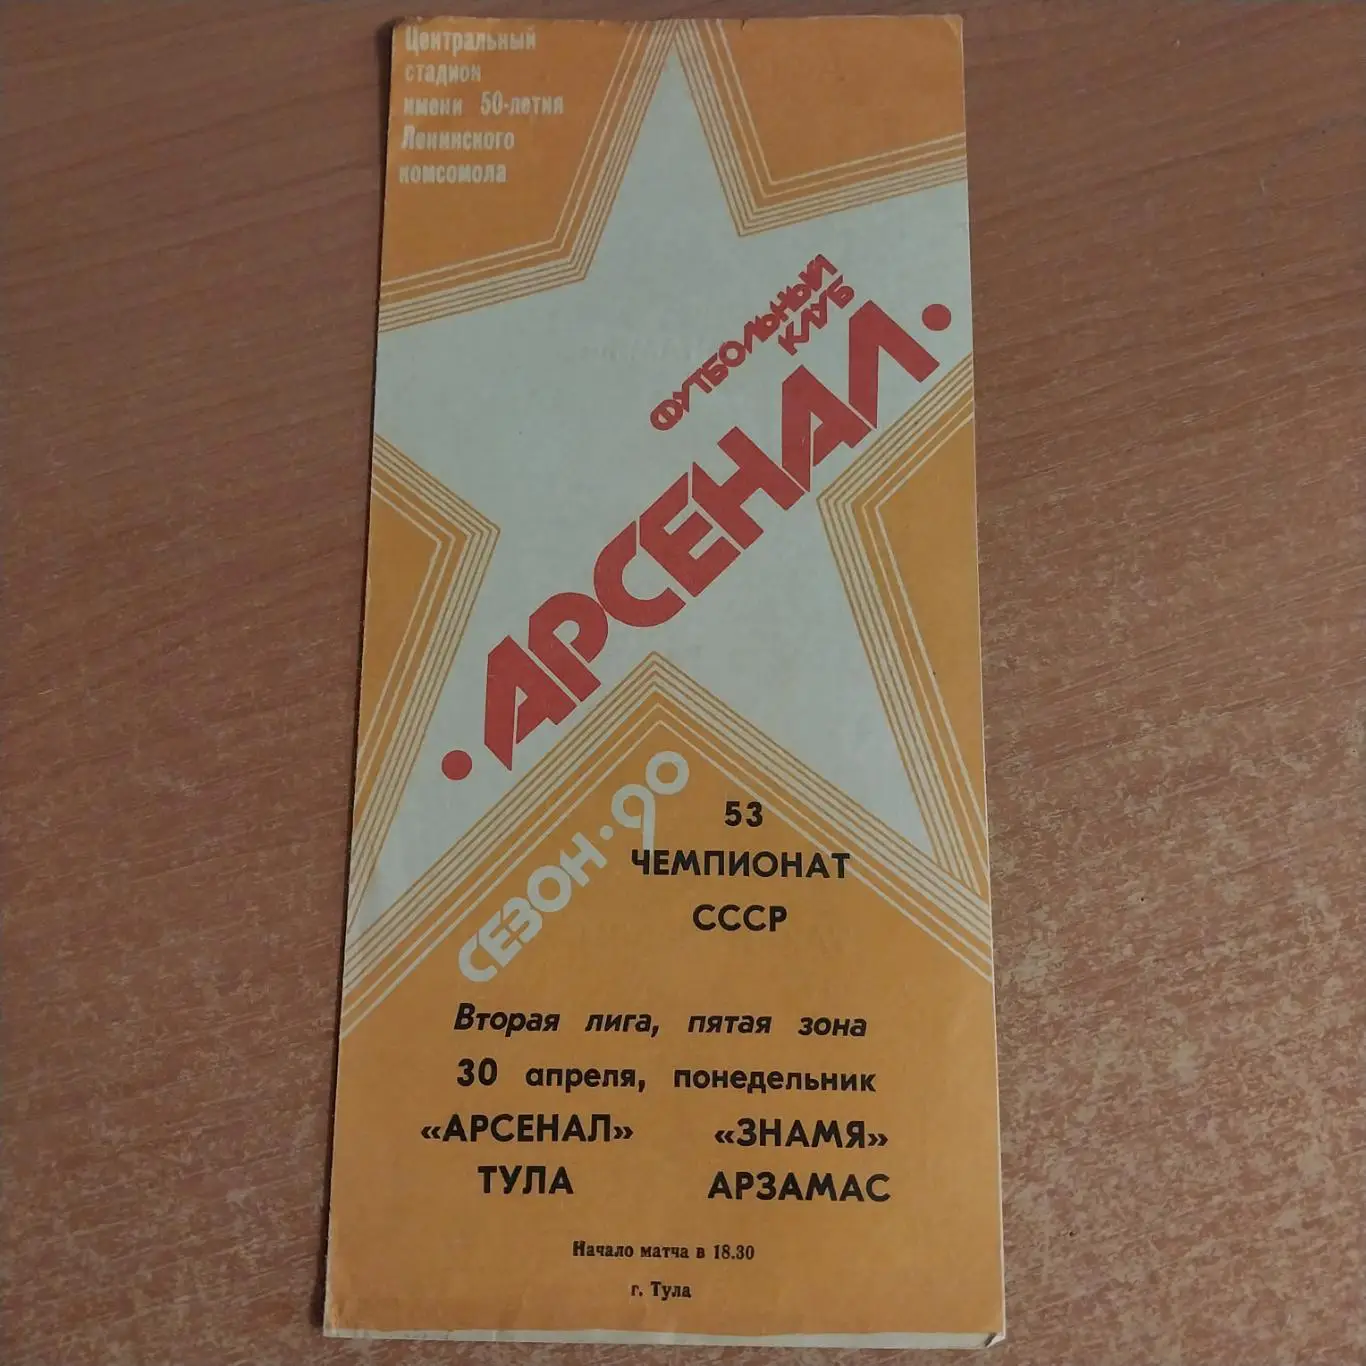 Центральный
стадион
имени 50-летия
Ленинского
комсомола
ФУТБОЛЬНЫЙ
КЛУБ
•АРСЕНАЛ•
СЕЗОН•90
53
ЧЕМПИОНАТ
СССР
Вторая лига, пятая зона
30 апреля, понедельник
«АРСЕНАЛ» «ЗНАМЯ»
ТУЛА АРЗАМАС
Начало матча в 18.30
г. Тула